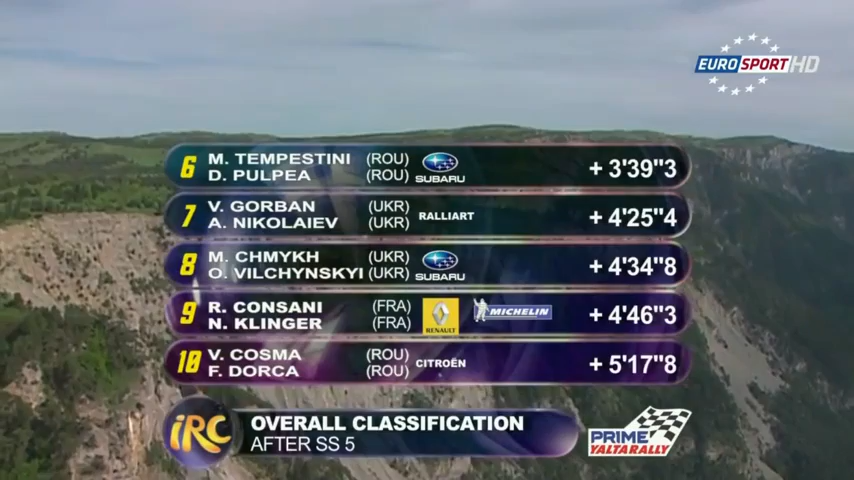 EUROSPORT HD
6 M. TEMPESTINI (ROU) SUBARU + 3'39"3
D. PULPEA (ROU)
7 V. GORBAN (UKR) RALLIART + 4'25"4
A. NIKOLAIEV (UKR)
8 M. CHMYKH (UKR) SUBARU + 4'34"8
O. VILCHYNSKYI (UKR)
9 R. CONSANI (FRA) RENAULT MICHELIN + 4'46"3
N. KLINGER (FRA)
10 V. COSMA (ROU) CITROËN + 5'17"8
F. DORCA (ROU)
iRC OVERALL CLASSIFICATION
AFTER SS 5
PRIME
YALTARALLY